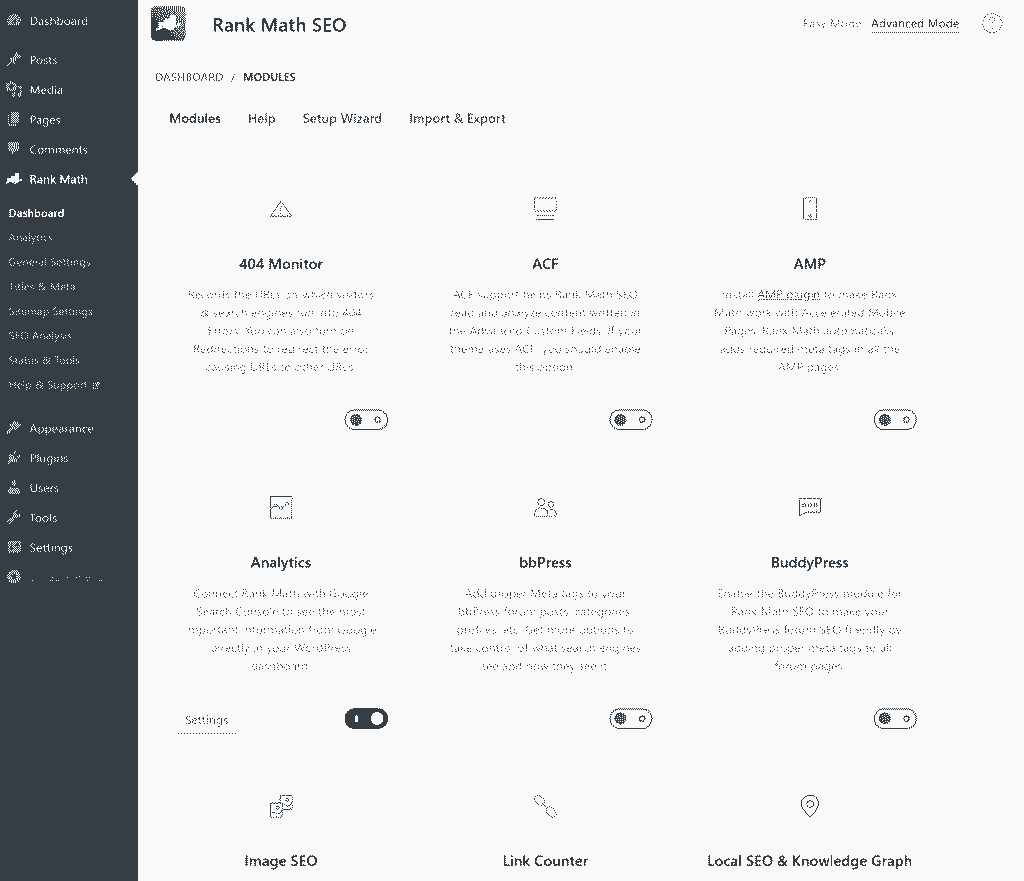 Dashboard
Posts
Media
Pages
Comments
Rank Math
Dashboard
Analytics
General Settings
Titles & Meta
Sitemap Settings
SEO Analysis
Status & Tools
Help & Support
Appearance
Plugins
Users
Tools
Settings
Rank Math SEO
Easy Mode Advanced Mode ?
DASHBOARD / MODULES
Modules Help Setup Wizard Import & Export
404 Monitor
Records the URLs on which visitors
& search engines run into 404
Errors. You can also turn on
Redirections to redirect the error
causing URLs to other URLs.
ACF
ACF support helps Rank Math SEO
read and analyze content written in
the Advanced Custom Fields. If your
theme uses ACF, you should enable
this option.
AMP
Install AMP plugin to make Rank
Math work with Accelerated Mobile
Pages. Rank Math automatically
adds required meta tags in all the
AMP pages.
Analytics
Connect Rank Math with Google
Search Console to see the most
important information from Google
directly in your WordPress
dashboard.
Settings
bbPress
Add proper Meta tags to your
bbPress forum posts, categories,
profiles, etc. Get more options to
take control of what search engines
see and how they see it.
BuddyPress
Enable the BuddyPress module for
Rank Math SEO to make your
BuddyPress forum SEO friendly by
adding proper meta tags to all
forum pages.
Image SEO
Link Counter
Local SEO & Knowledge Graph